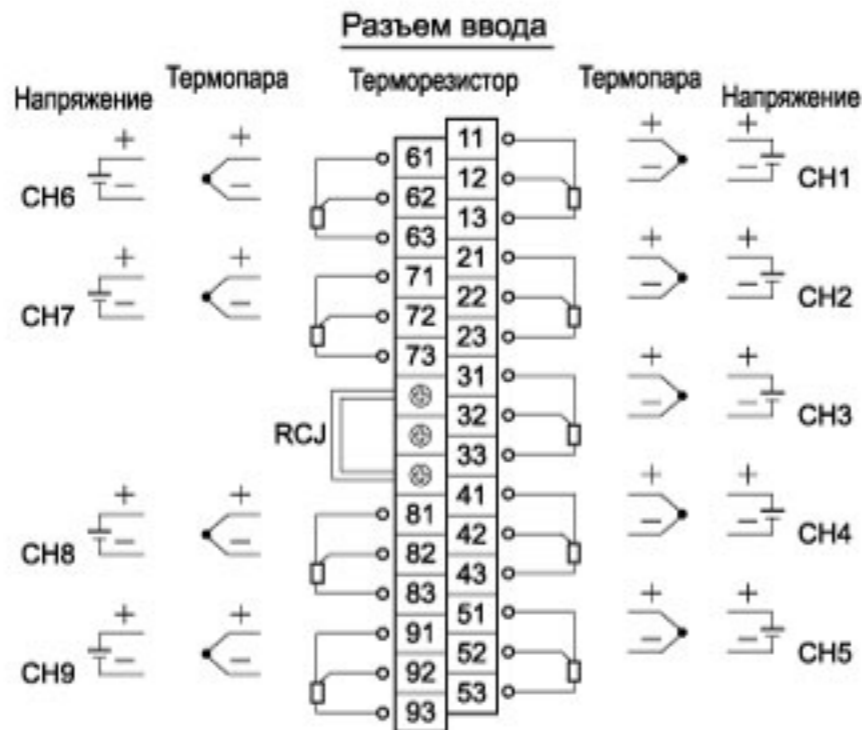 Разъем ввода
Напряжение Термопара Терморезистор Термопара Напряжение
+ + 11 + +
61
CH6 − − 62 12 − − CH1
63 13
+ + 71 21 + +
CH7 − − 72 22 − − CH2
73 23
31 + +
RCJ 32 − − CH3
33
+ + 81 41 + +
CH8 − − 82 42 − − CH4
83 43
+ + 91 51 + +
CH9 − − 92 52 − − CH5
93 53